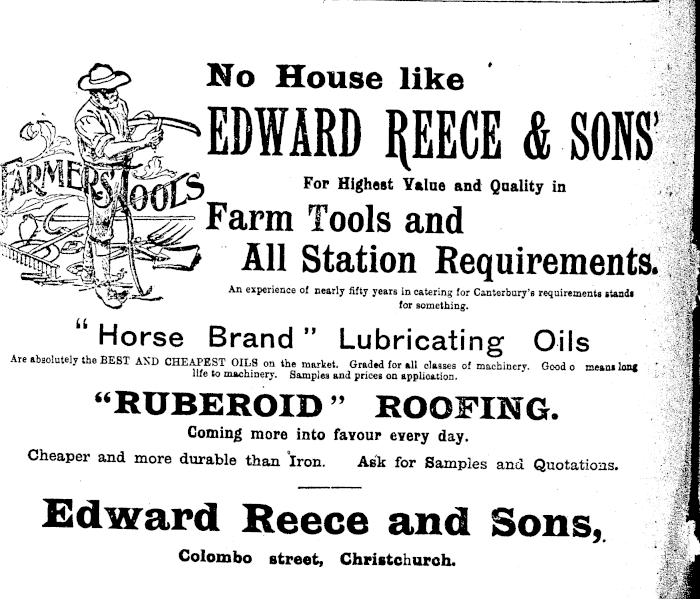 No House like
EDWARD REECE & SONS'
FARMERS TOOLS
For Highest Value and Quality in
Farm Tools and
All Station Requirements.
An experience of nearly fifty years in catering for Canterbury's requirements stands
for something.
"Horse Brand" Lubricating Oils
Are absolutely the BEST AND CHEAPEST OILS on the market. Graded for all classes of machinery. Good o means long
life to machinery. Samples and prices on application.
"RUBEROID" ROOFING.
Coming more into favour every day.
Cheaper and more durable than Iron. Ask for Samples and Quotations.
Edward Reece and Sons,
Colombo street, Christchurch.